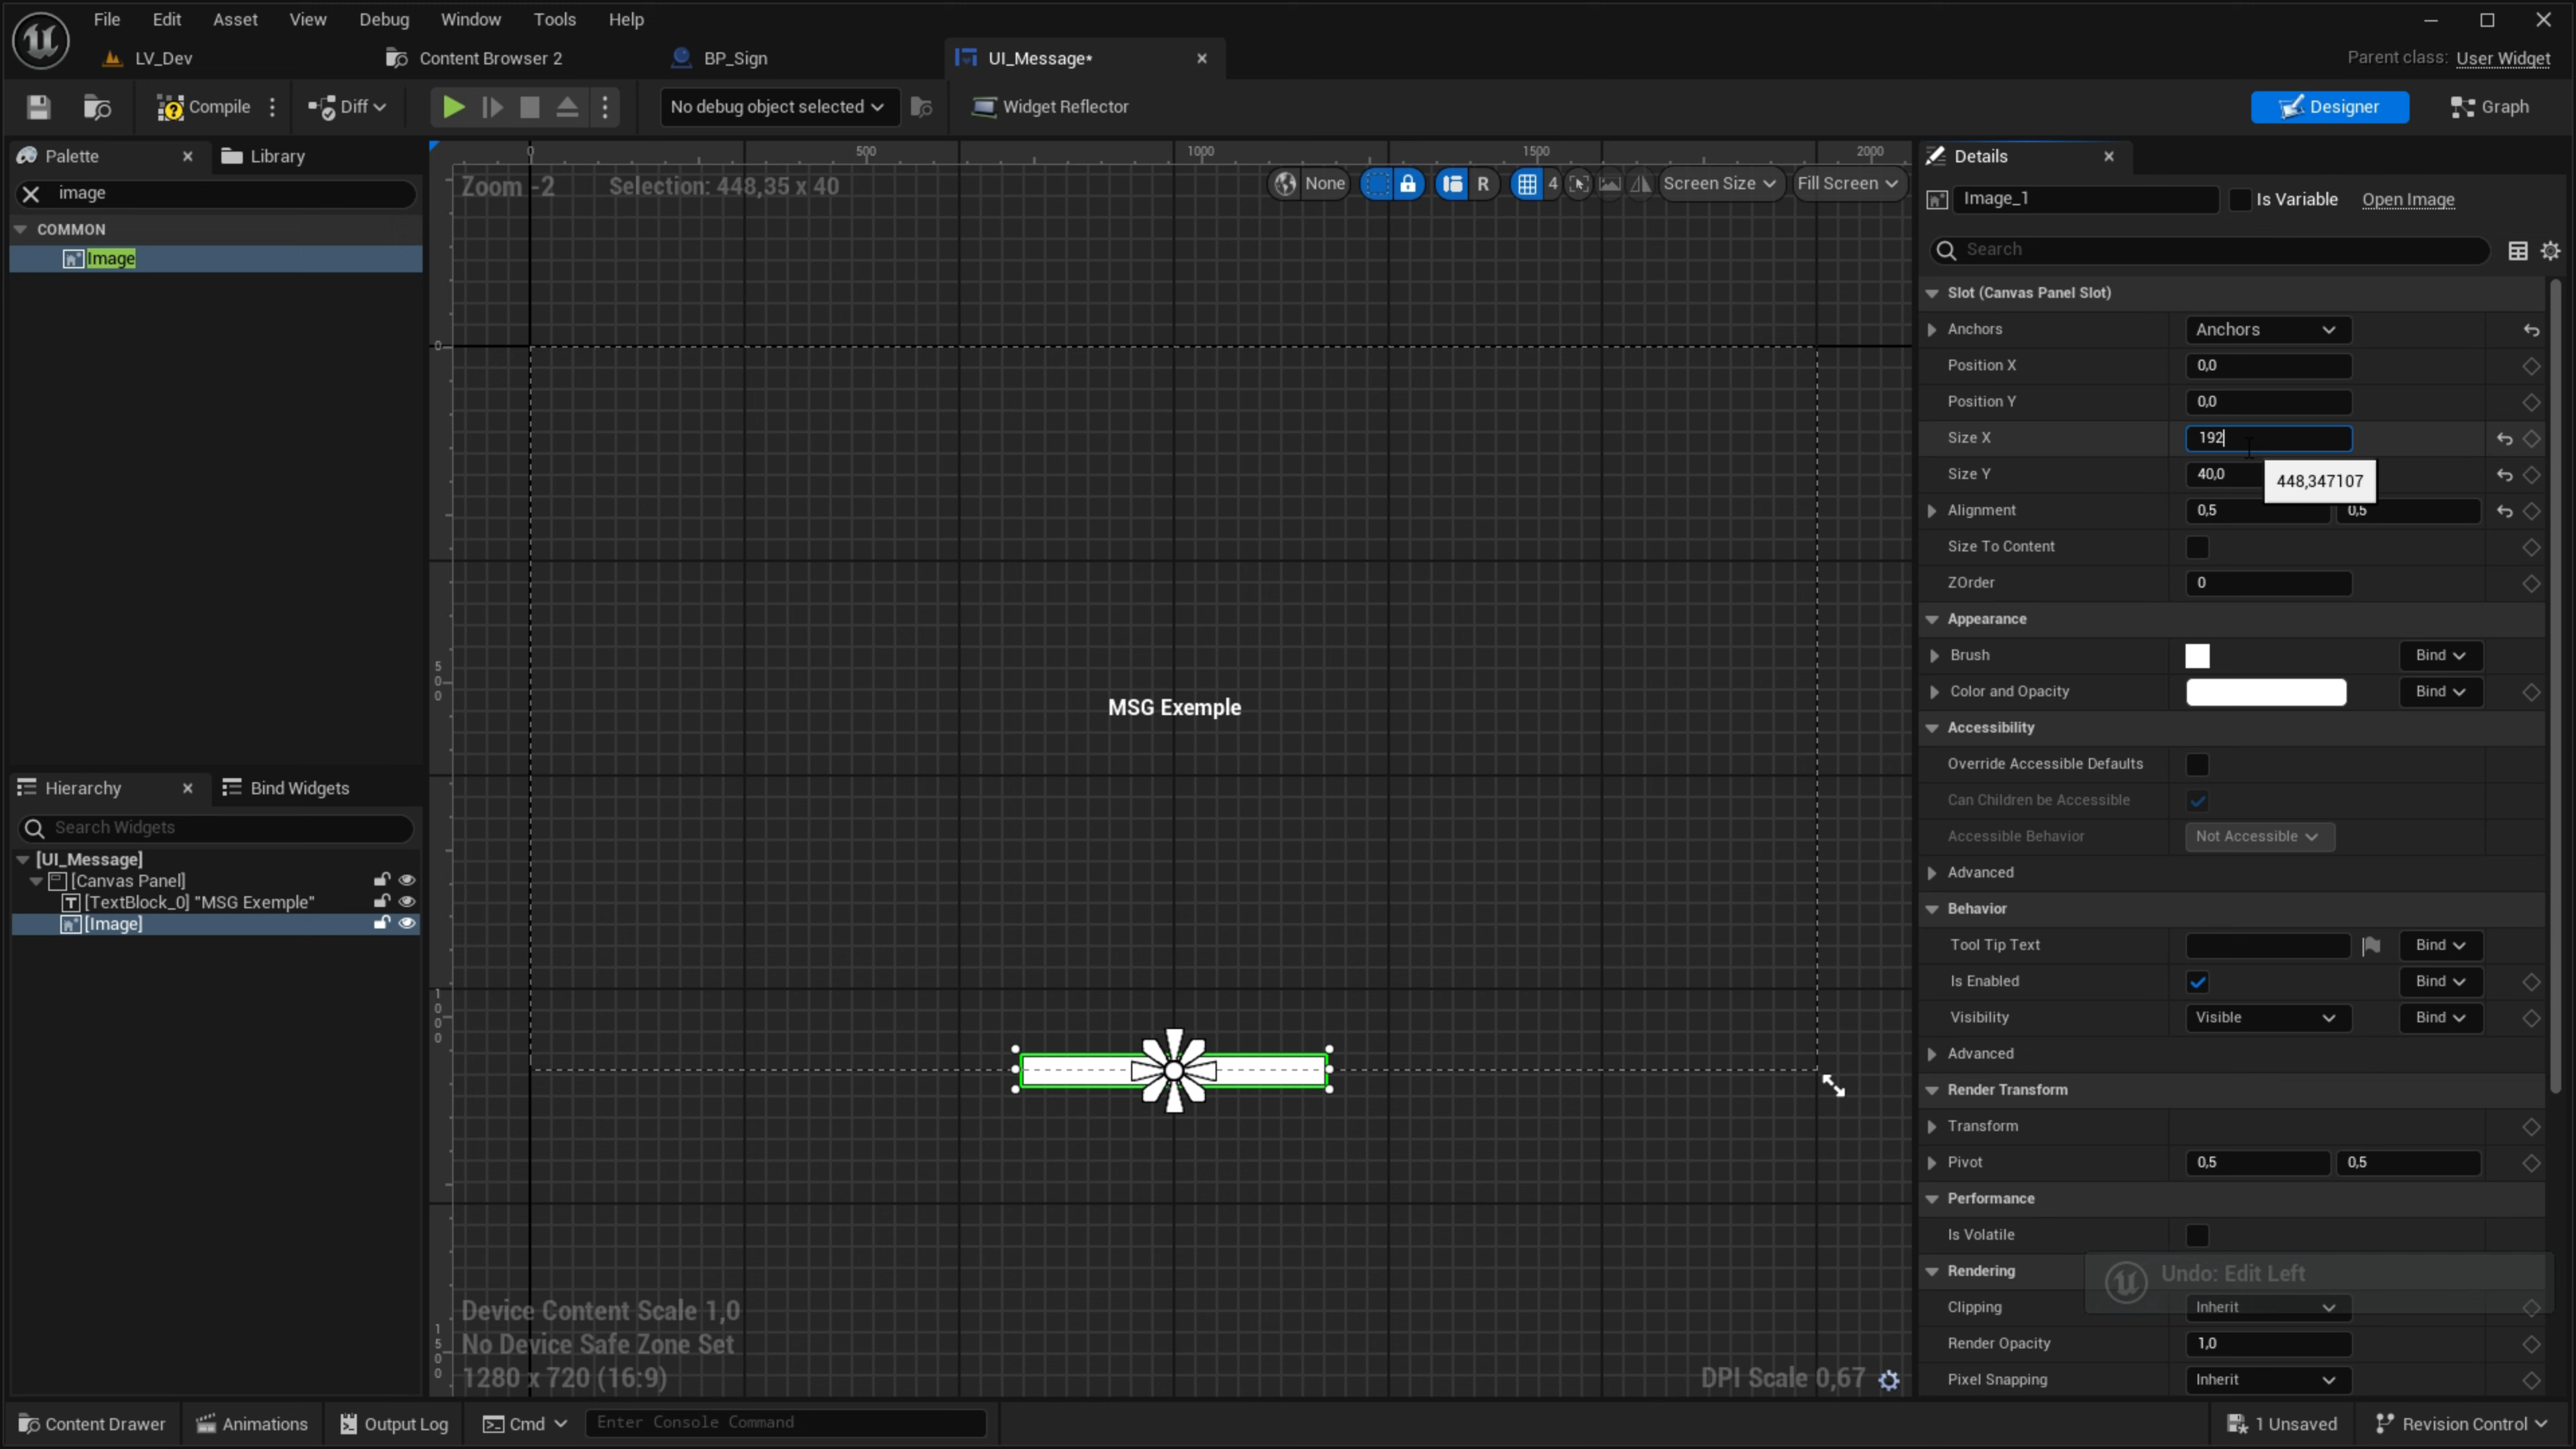 File Edit Asset View Debug Window Tools Help
LV_Dev Content Browser 2 BP_Sign UI_Message* Parent class: User Widget
Compile Diff No debug object selected Widget Reflector Designer Graph
Palette Library
image
COMMON
Image
Hierarchy Bind Widgets
Search Widgets
[UI_Message]
[Canvas Panel]
[TextBlock_0] "MSG Exemple"
[Image]
0 500 1000 1500 2000
Zoom -2 Selection: 448,35 x 40 None R 4 Screen Size Fill Screen
0
500
1000
1500
MSG Exemple
Device Content Scale 1,0
No Device Safe Zone Set
1280 x 720 (16:9)
DPI Scale 0,67
Details
Image_1 Is Variable Open Image
Search
Slot (Canvas Panel Slot)
Anchors Anchors
Position X 0,0
Position Y 0,0
Size X 192
Size Y 40,0
448,347107
Alignment 0,5 0,5
Size To Content
ZOrder 0
Appearance
Brush Bind
Color and Opacity Bind
Accessibility
Override Accessible Defaults
Can Children be Accessible
Accessible Behavior Not Accessible
Advanced
Behavior
Tool Tip Text Bind
Is Enabled Bind
Visibility Visible Bind
Advanced
Render Transform
Transform
Pivot 0,5 0,5
Performance
Is Volatile
Rendering
Undo: Edit Left
Clipping Inherit
Render Opacity 1,0
Pixel Snapping Inherit
Content Drawer Animations Output Log Cmd Enter Console Command 1 Unsaved Revision Control